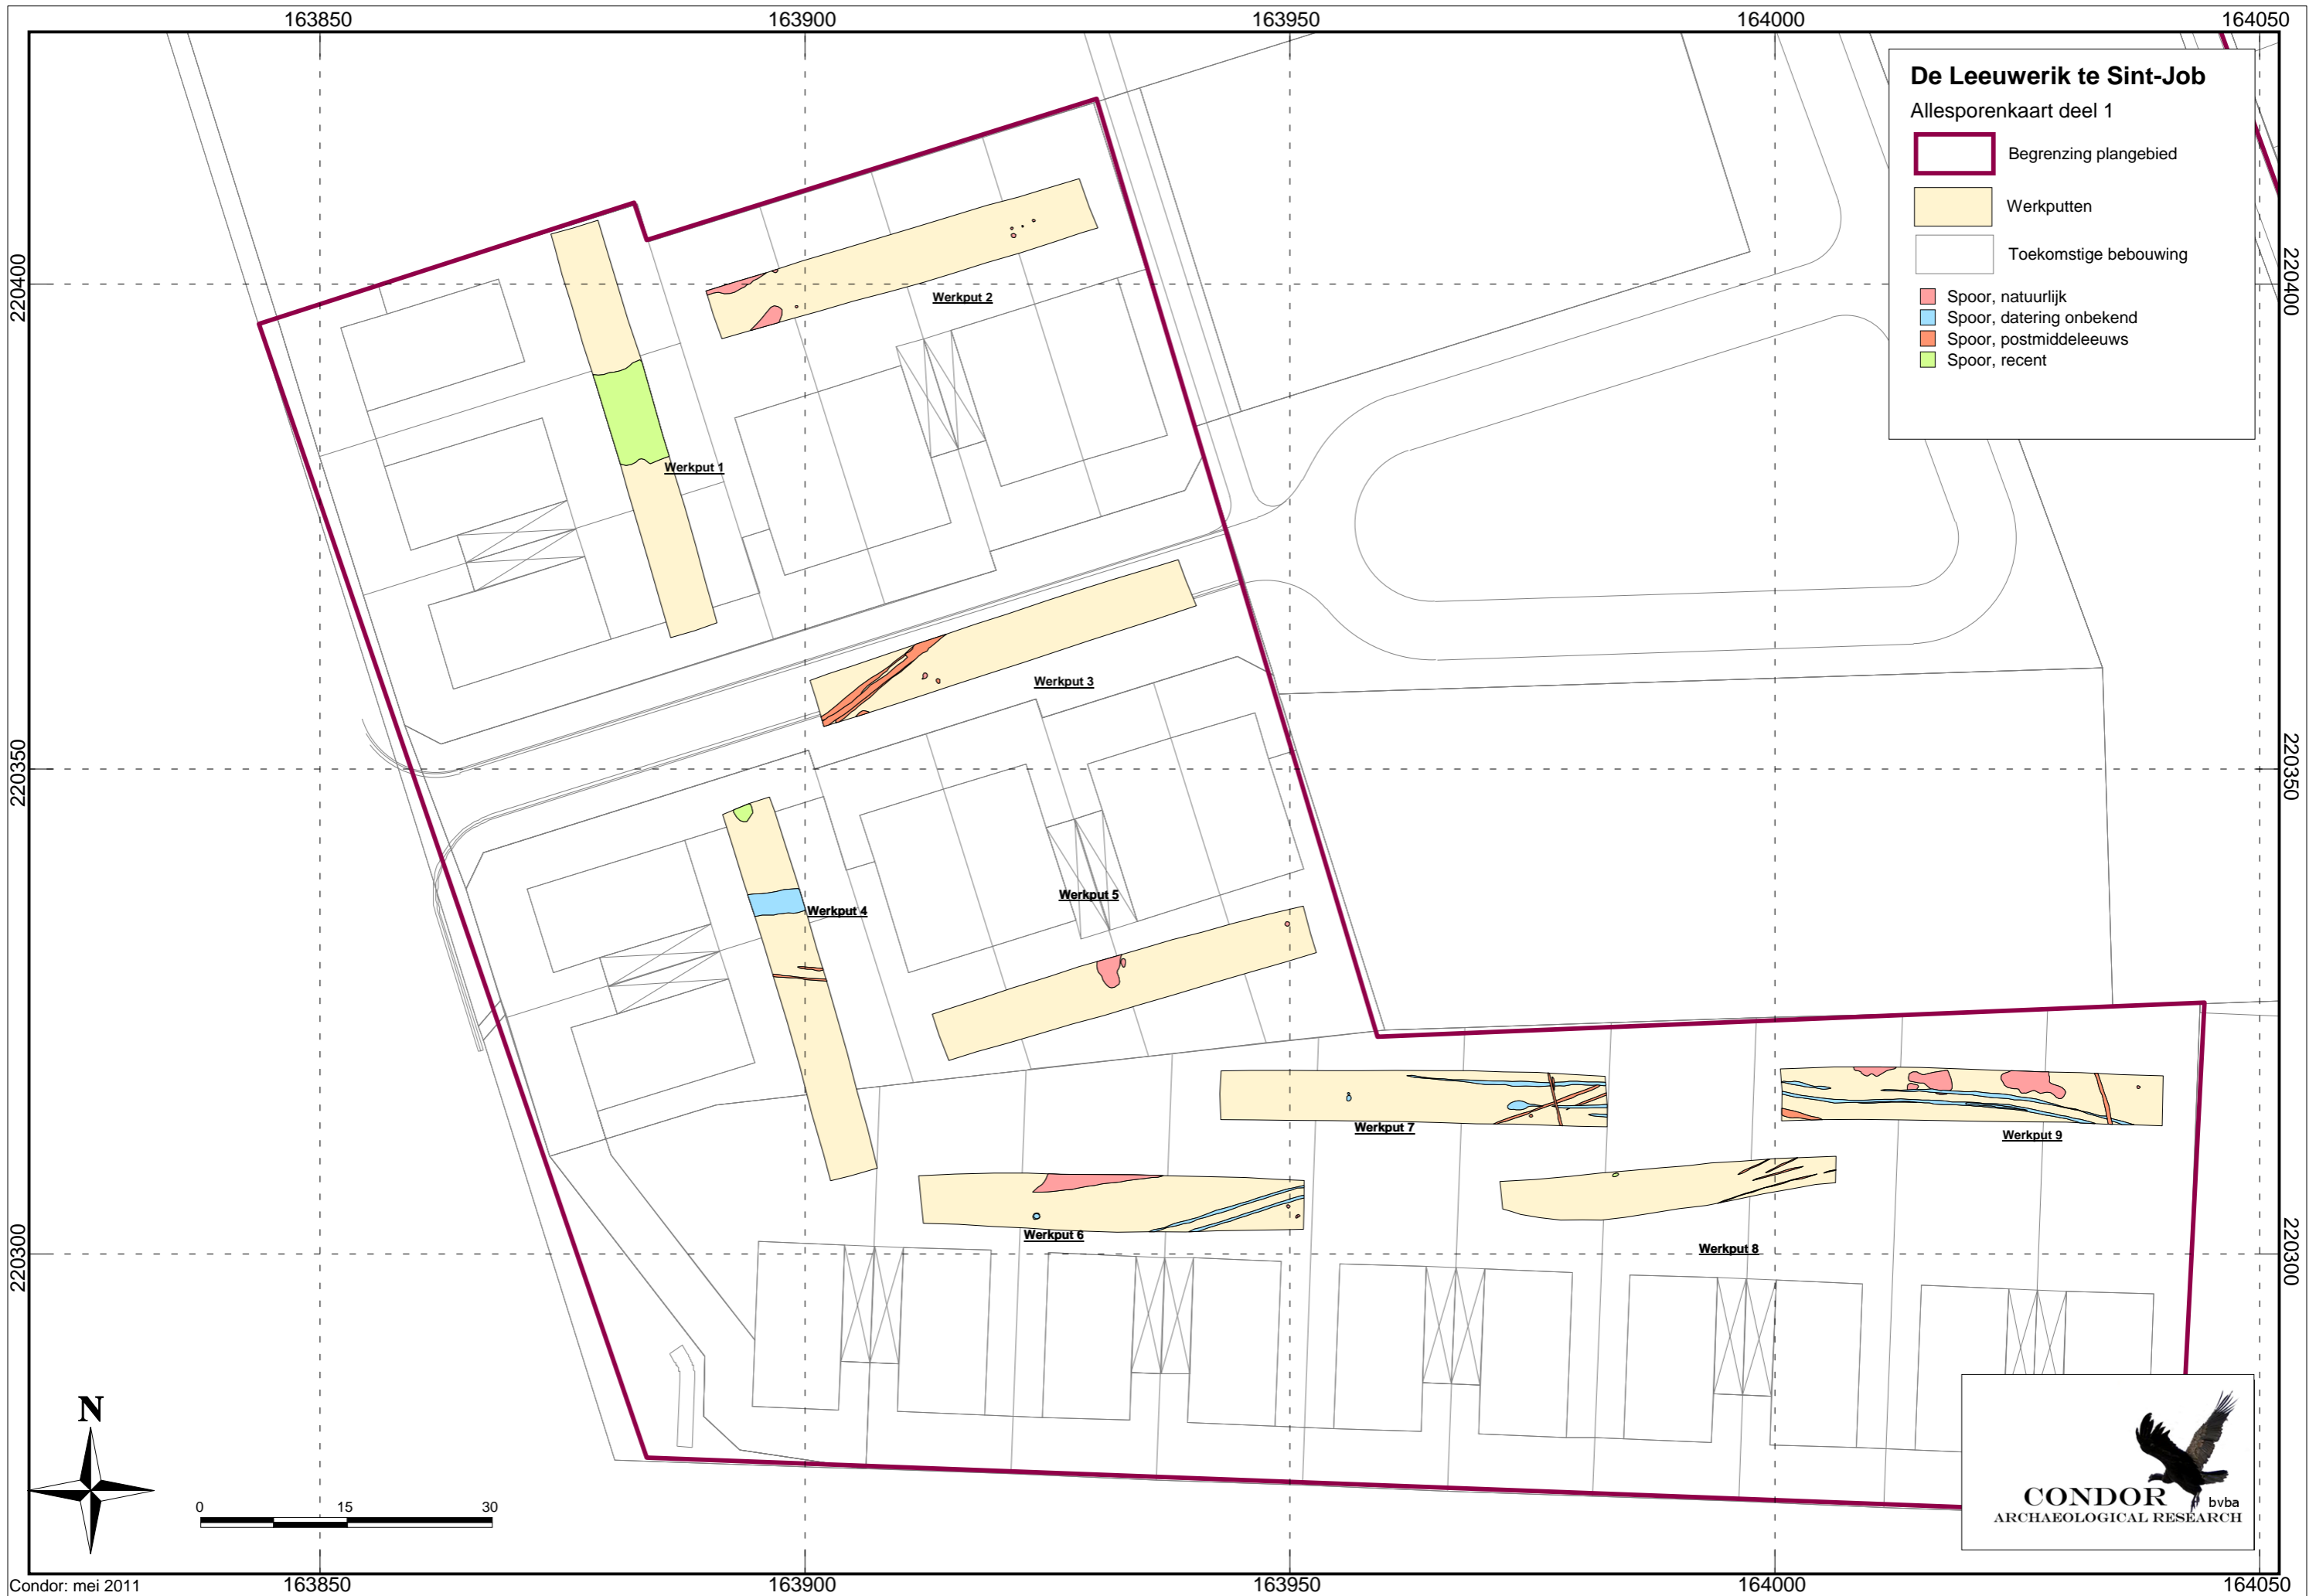 163850
163900
163950
164000
164050
De Leeuwerik te Sint-Job
Allesporenkaart deel 1
Begrenzing plangebied
Werkputten
Toekomstige bebouwing
Spoor, natuurlijk
Spoor, datering onbekend
Spoor, postmiddeleeuws
Spoor, recent
220400
220400
Werkput 2
Werkput 1
Werkput 3
220350
220350
Werkput 5
Werkput 4
Werkput 7
Werkput 9
Werkput 6
Werkput 8
220300
220300
N
0 15 30
CONDOR bvba
ARCHAEOLOGICAL RESEARCH
Condor: mei 2011
163850
163900
163950
164000
164050